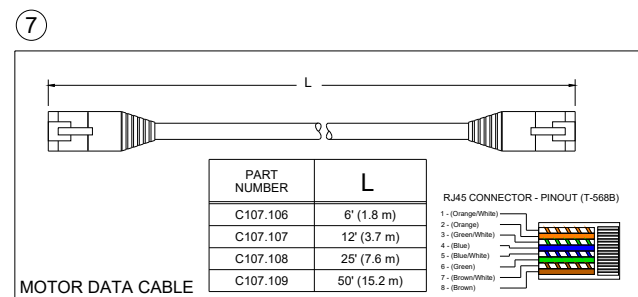 7
L
PART NUMBER L
C107.106 6' (1.8 m)
C107.107 12' (3.7 m)
C107.108 25' (7.6 m)
C107.109 50' (15.2 m)
RJ45 CONNECTOR - PINOUT (T-568B)
1 - (Orange/White)
2 - (Orange)
3 - (Green/White)
4 - (Blue)
5 - (Blue/White)
6 - (Green)
7 - (Brown/White)
8 - (Brown)
MOTOR DATA CABLE